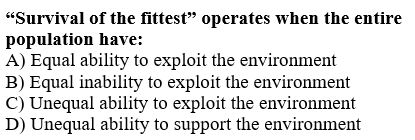 “Survival of the fittest” operates when the entire
population have:
A) Equal ability to exploit the environment
B) Equal inability to exploit the environment
C) Unequal ability to exploit the environment
D) Unequal ability to support the environment